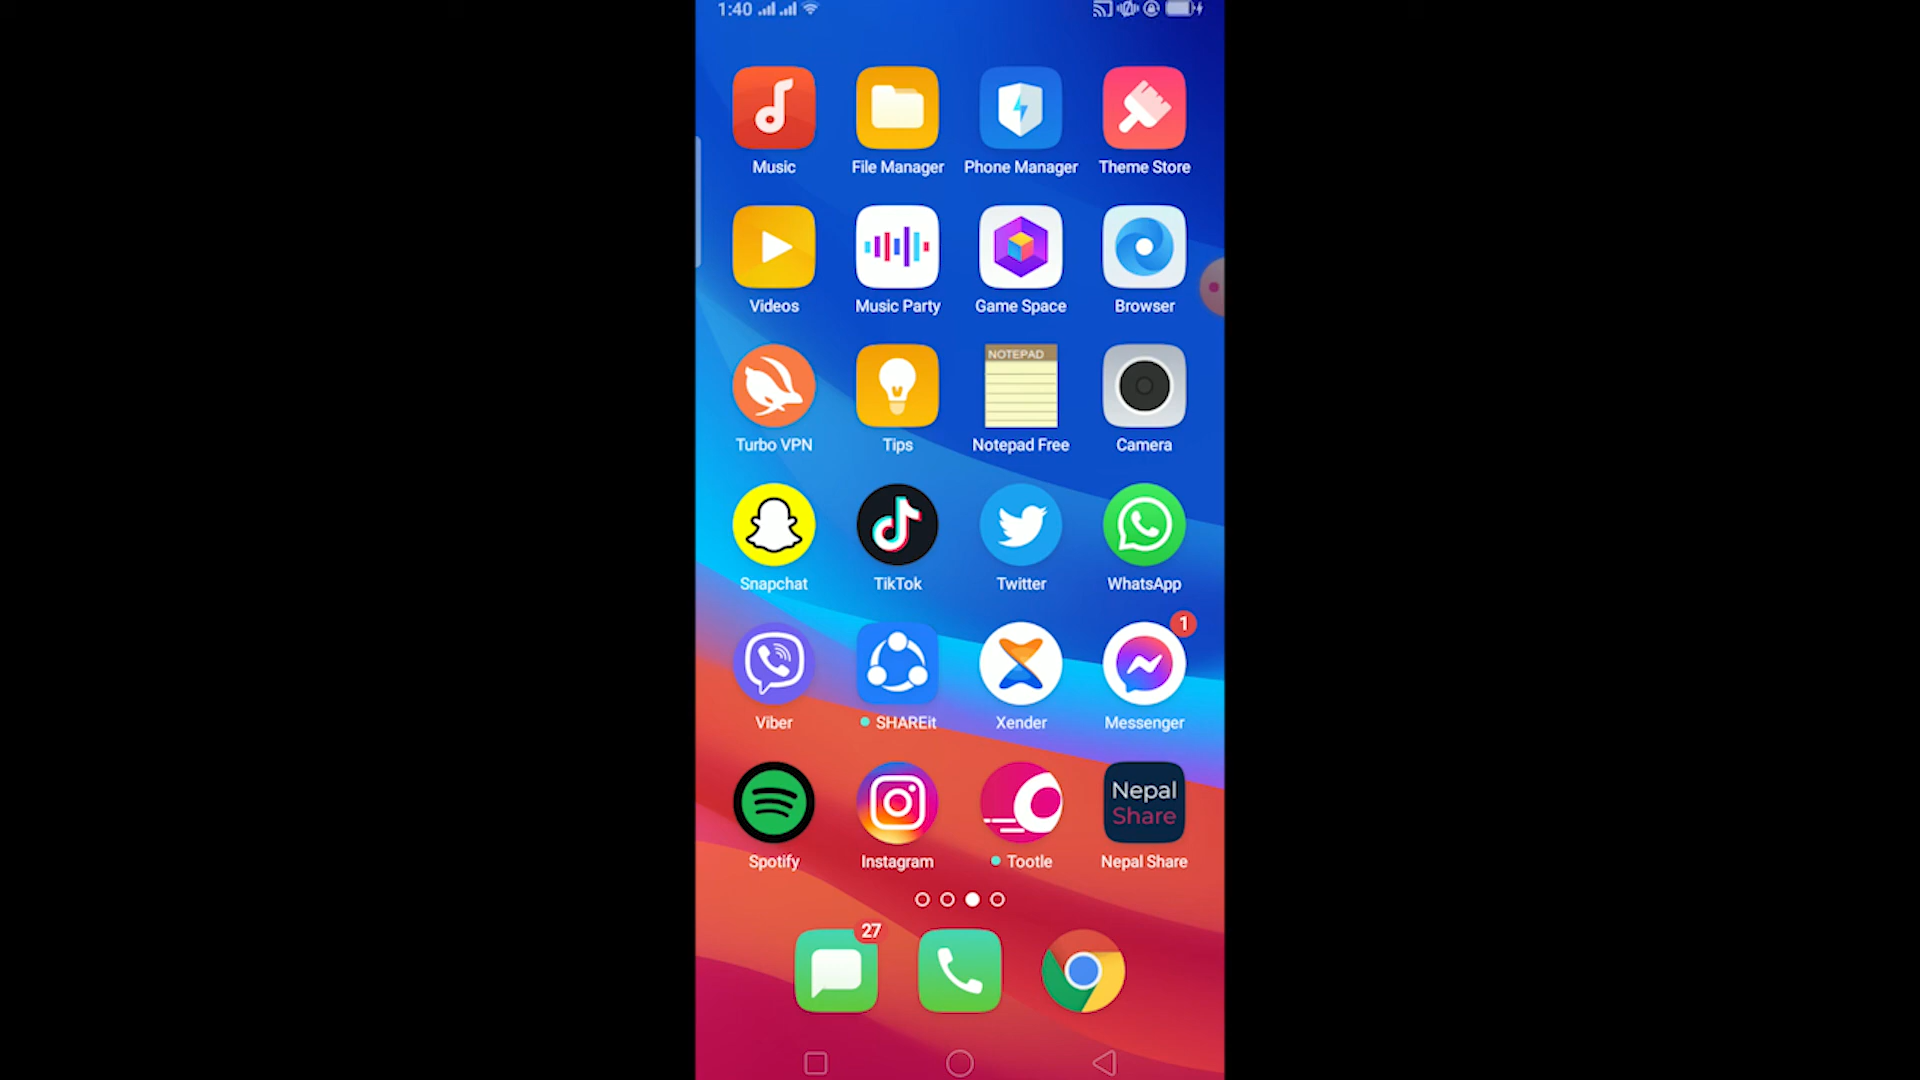 1:40
Music File Manager Phone Manager Theme Store
Videos Music Party Game Space Browser
NOTEPAD
Turbo VPN Tips Notepad Free Camera
Snapchat TikTok Twitter WhatsApp
1
Viber SHAREit Xender Messenger
Nepal
Share
Spotify Instagram Tootle Nepal Share
27